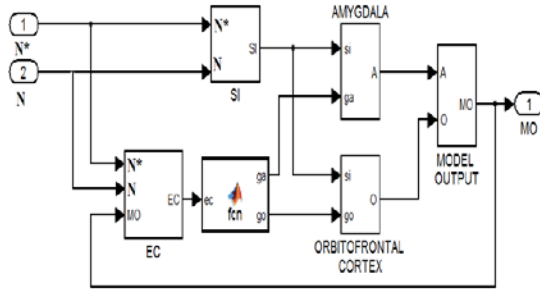 AMYGDALA
1
N*
N*
SI
si
A
A
2
N
N
SI
ga
MO
1
MO
O
MODEL
OUTPUT
N*
N
MO
EC
ec
ga
go
fcn
si
go
O
EC
ORBITOFRONTAL
CORTEX